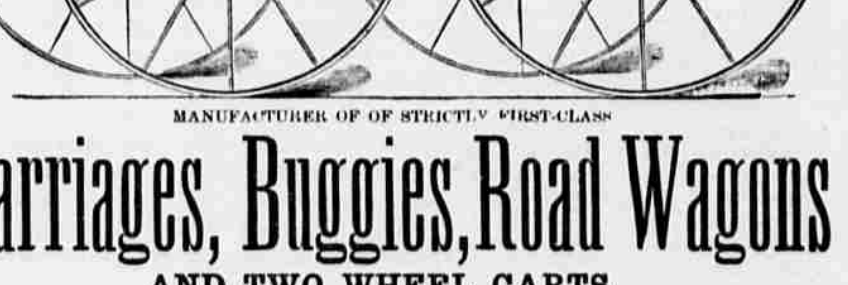 MANUFACTURER OF OF STRICTLY FIRST-CLASS
arriages, Buggies, Road Wagons
AND TWO WHEEL CARTS